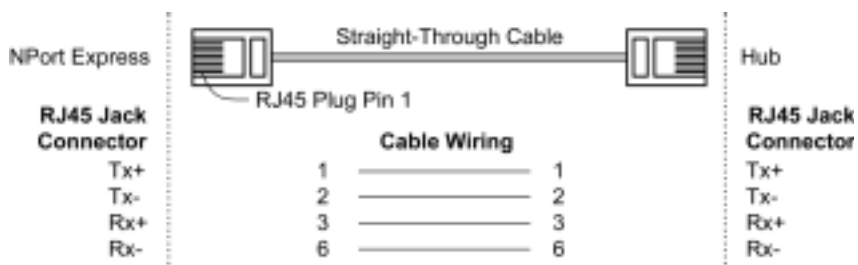 Straight-Through Cable
NPort Express
Hub
RJ45 Plug Pin 1
RJ45 Jack
Connector
Cable Wiring
RJ45 Jack
Connector
Tx+ 1 1 Tx+
Tx- 2 2 Tx-
Rx+ 3 3 Rx+
Rx- 6 6 Rx-